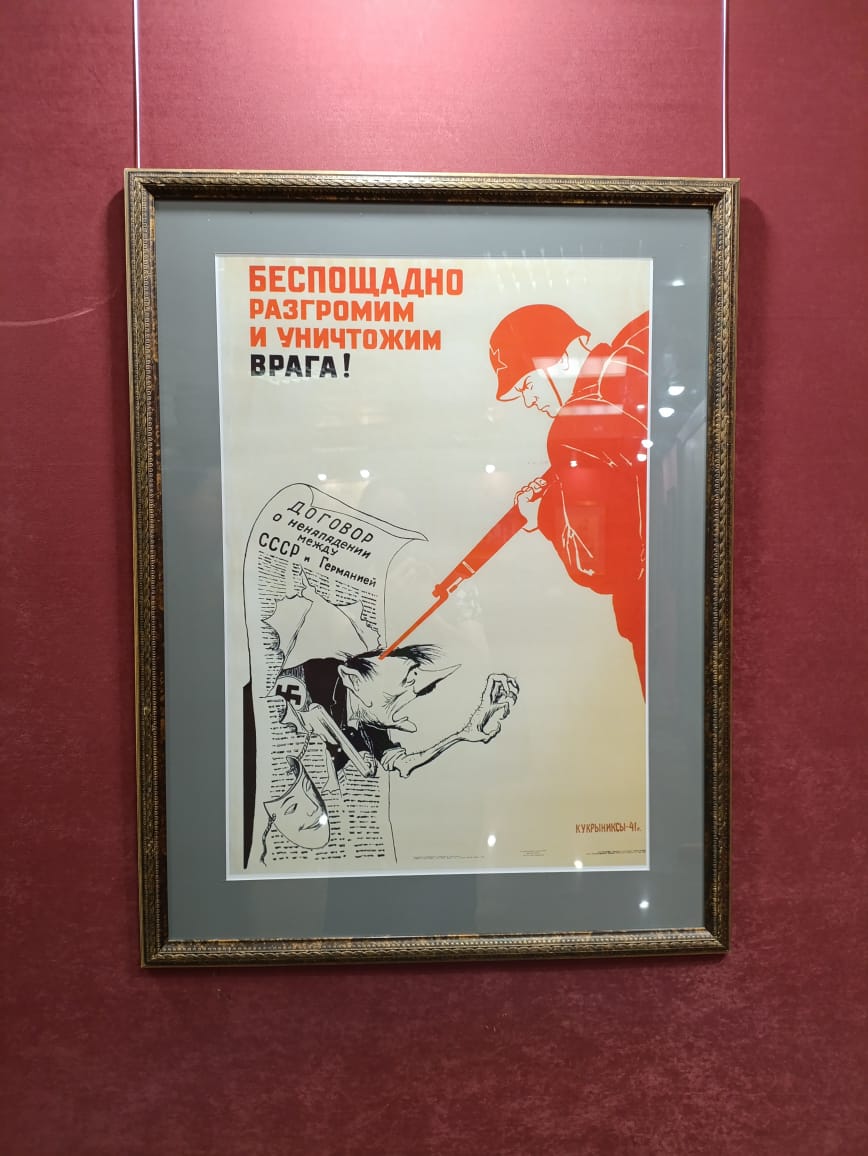 БЕСПОЩАДНО
РАЗГРОМИМ
И УНИЧТОЖИМ
ВРАГА!
ДОГОВОР
о ненападении
между
СССР и Германией
КУКРЫНИКСЫ-41г.